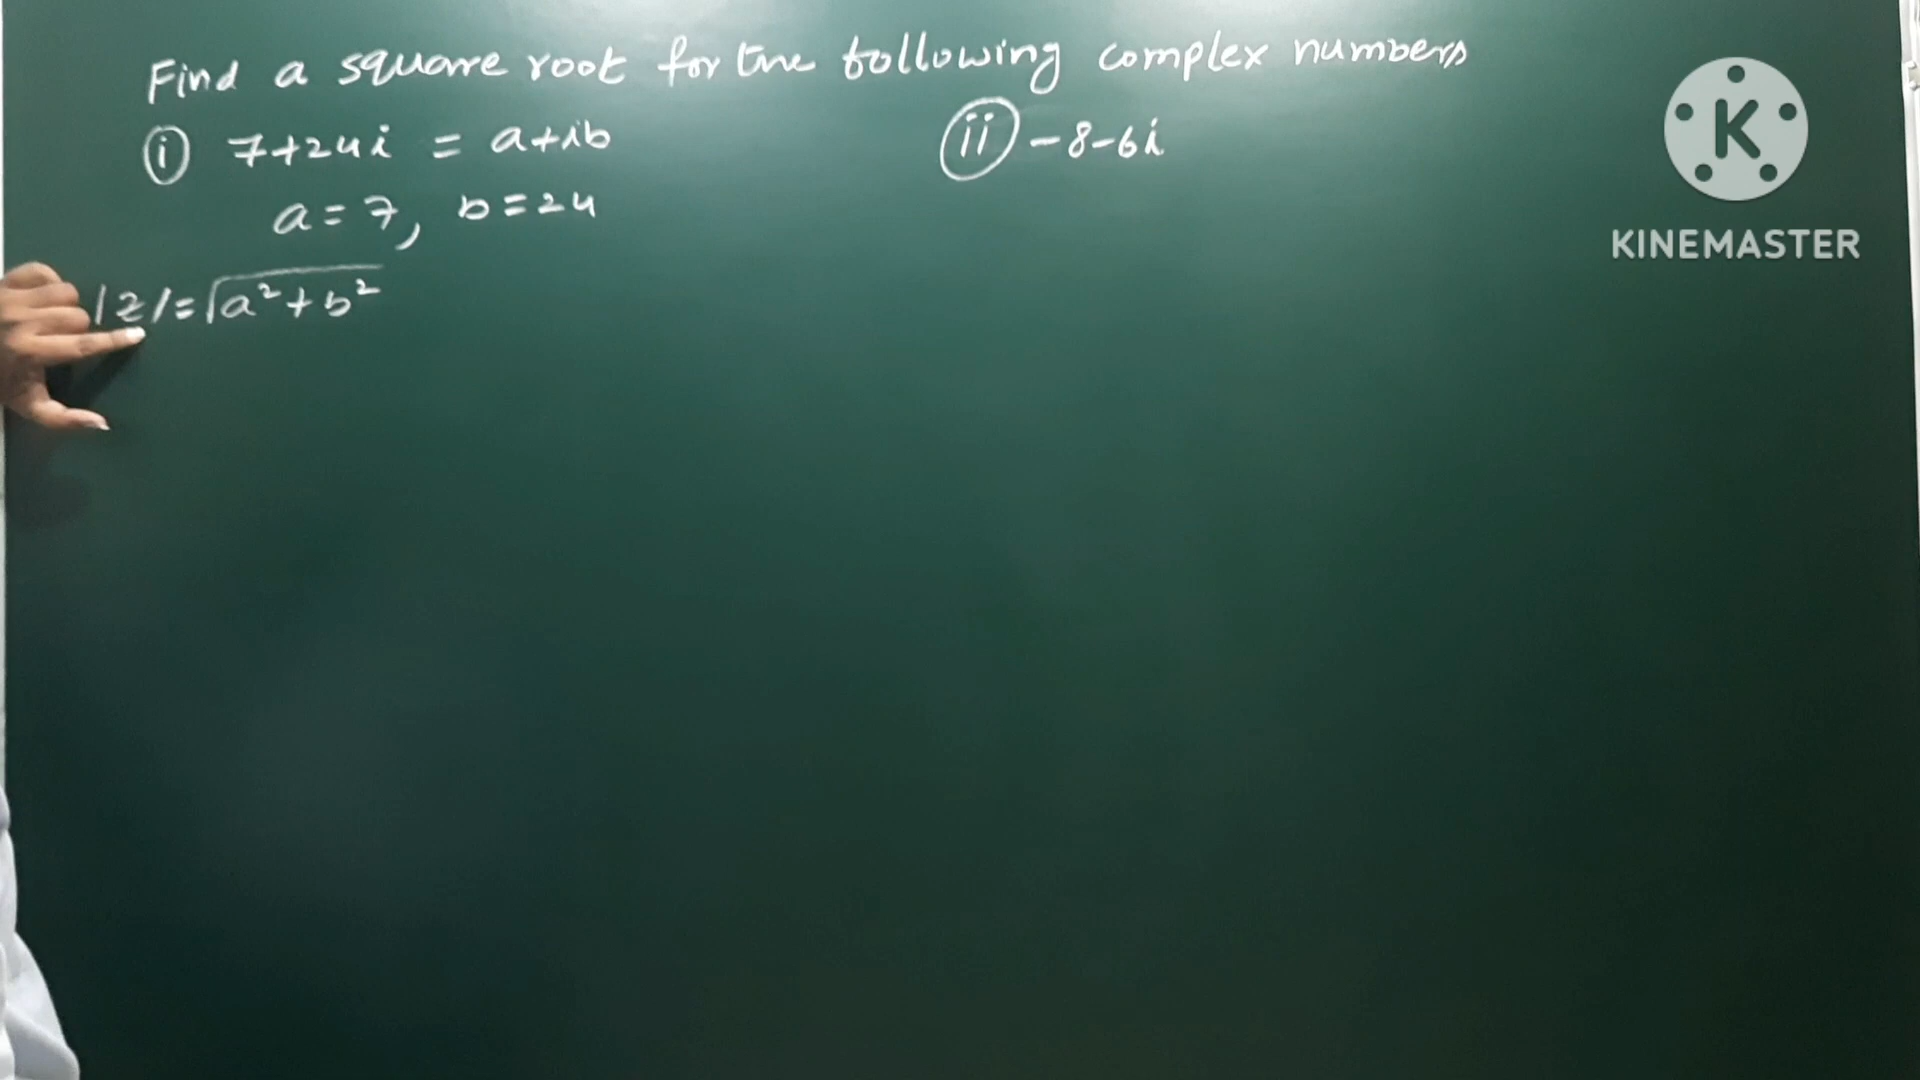 Find a square root for the following complex numbers
(i) 7+24i = a+ib
(ii) -8-6i
a=7, b=24
|z|=√a²+b²
K
KINEMASTER